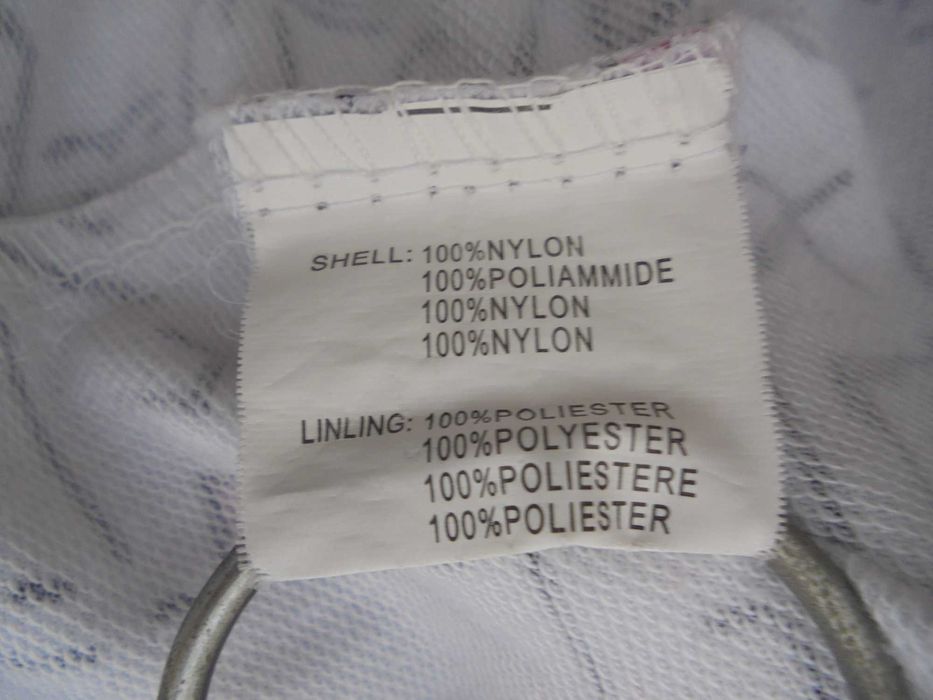 SHELL: 100%NYLON
100%POLIAMMIDE
100%NYLON
100%NYLON
LINLING: 100%POLIESTER
100%POLYESTER
100%POLIESTERE
100%POLIESTER